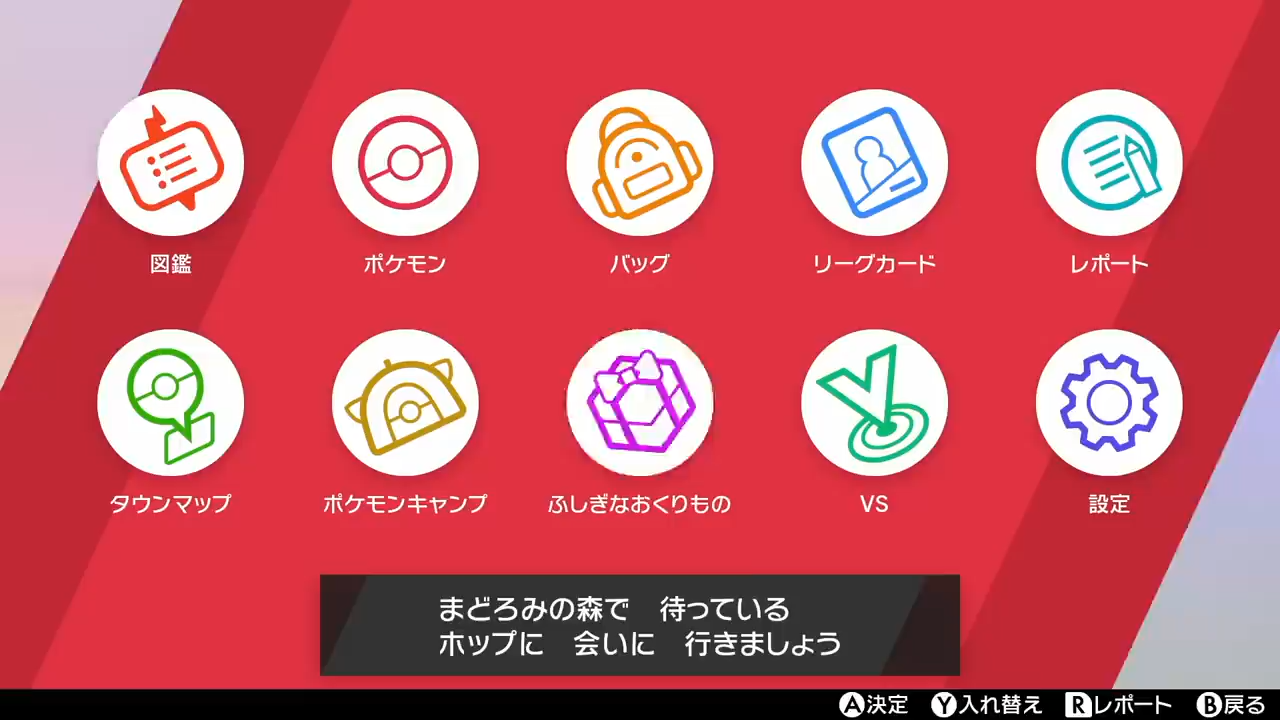 図鑑
ポケモン
バッグ
リーグカード
レポート
タウンマップ
ポケモンキャンプ
ふしぎなおくりもの
VS
設定
まどろみの森で 待っている
ホップに 会いに 行きましょう
A決定 Y入れ替え Rレポート B戻る